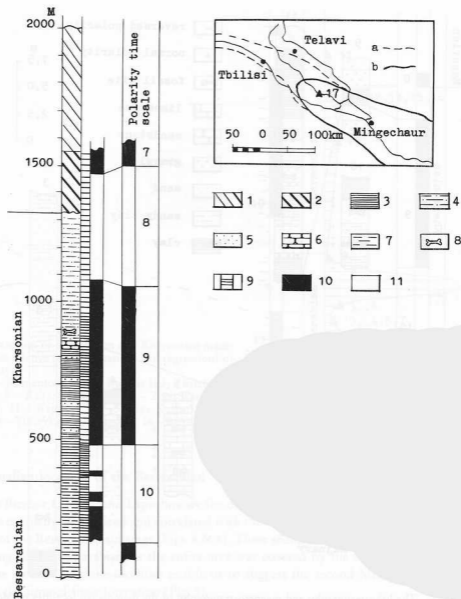 M
2000
1500
1000
500
0
Khersonian
Bessarabian
Polarity time
scale
7
8
9
10
Telavi
Tbilisi
17
Mingechaur
a
b
50 0 50 100km
1 2 3 4
5 6 7 8
9 10 11